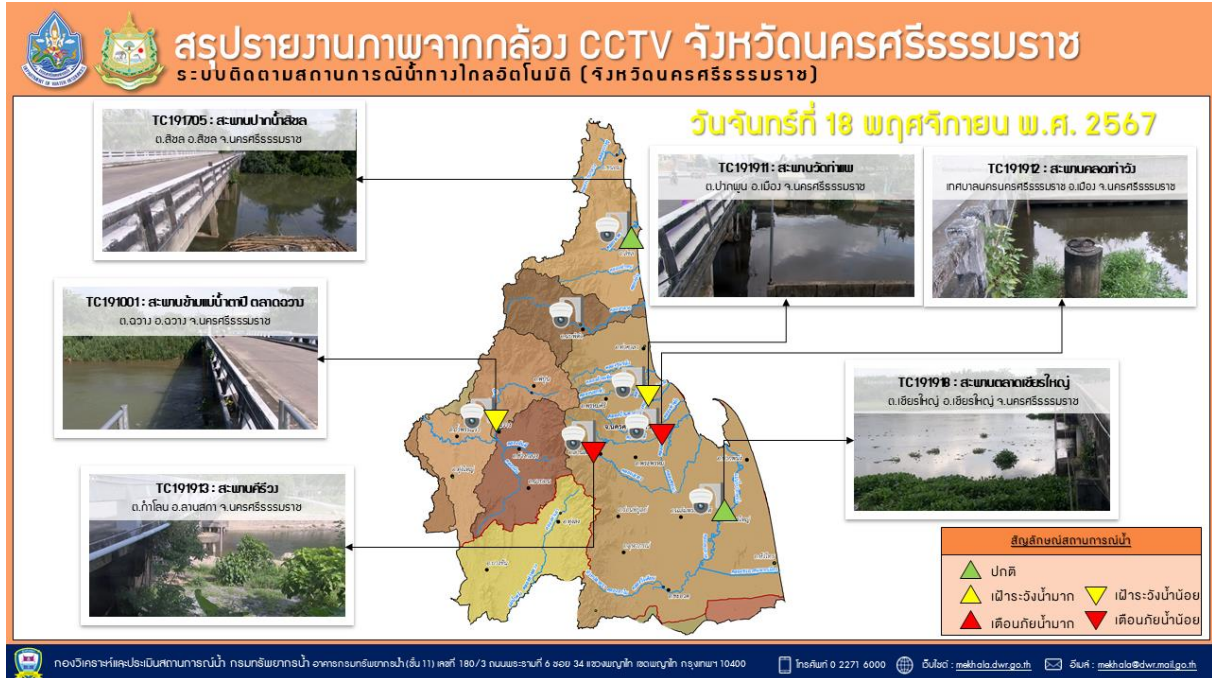 สรุปรายงานภาพจากกล้อง CCTV จังหวัดนครศรีธรรมราช
ระบบติดตามสถานการณ์น้ำทางไกลอัตโนมัติ (จังหวัดนครศรีธรรมราช)
วันจันทร์ที่ 18 พฤศจิกายน พ.ศ. 2567
TC191705 : สะพานปากน้ำสิชล
ต.สิชล อ.สิชล จ.นครศรีธรรมราช
TC191911 : สะพานวัดท่าแพ
ต.ปากพูน อ.เมือง จ.นครศรีธรรมราช
TC191912 : สะพานคลองท่าวัง
เทศบาลนครนครศรีธรรมราช อ.เมือง จ.นครศรีธรรมราช
TC191001 : สะพานข้ามแม่น้ำตาปี ตลาดฉวาง
ต.ฉวาง อ.ฉวาง จ.นครศรีธรรมราช
TC191918 : สะพานตลาดเชียรใหญ่
ต.เชียรใหญ่ อ.เชียรใหญ่ จ.นครศรีธรรมราช
TC191913 : สะพานคีรีวง
ต.กำโลน อ.ลานสกา จ.นครศรีธรรมราช
สัญลักษณ์สถานการณ์น้ำ
ปกติ
เฝ้าระวังน้ำมาก เฝ้าระวังน้ำน้อย
เตือนภัยน้ำมาก เตือนภัยน้ำน้อย
กองวิเคราะห์และประเมินสถานการณ์น้ำ กรมทรัพยากรน้ำ อาคารกรมทรัพยากรน้ำ (ชั้น 11) เลขที่ 180/3 ถนนพระรามที่ 6 ซอย 34 แขวงพญาไท เขตพญาไท กรุงเทพฯ 10400 โทรศัพท์ 0 2271 6000 เว็บไซต์ : mekhala.dwr.go.th อีเมล์ : mekhala@dwr.mail.go.th